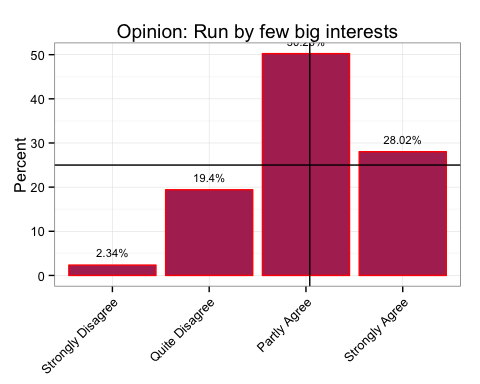 Opinion: Run by few big interests
Percent
50
40
30
20
10
0
2.34%
19.4%
28.02%
Strongly Disagree
Quite Disagree
Partly Agree
Strongly Agree